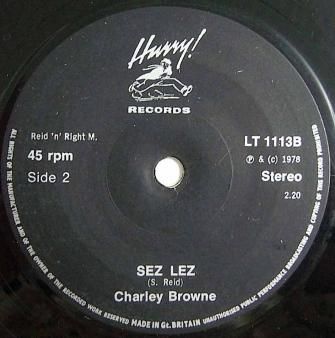 Hurry!
RECORDS
Reid 'n' Right M.
LT 1113B
45 rpm
℗ & (c) 1978
Side 2
Stereo
2.20
SEZ LEZ
(S. Reid)
Charley Browne
ALL RIGHTS OF THE MANUFACTURER AND OF THE OWNER OF THE RECORDED WORK RESERVED MADE IN Gt. BRITAIN UNAUTHORISED PUBLIC PERFORMANCE BROADCASTING AND COPYING OF THIS RECORD PROHIBITED